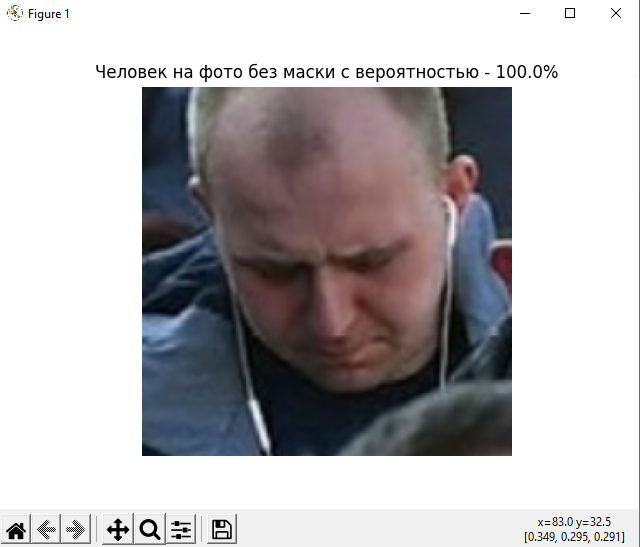 Figure 1
Человек на фото без маски с вероятностью - 100.0%
x=83.0 y=32.5
[0.349, 0.295, 0.291]